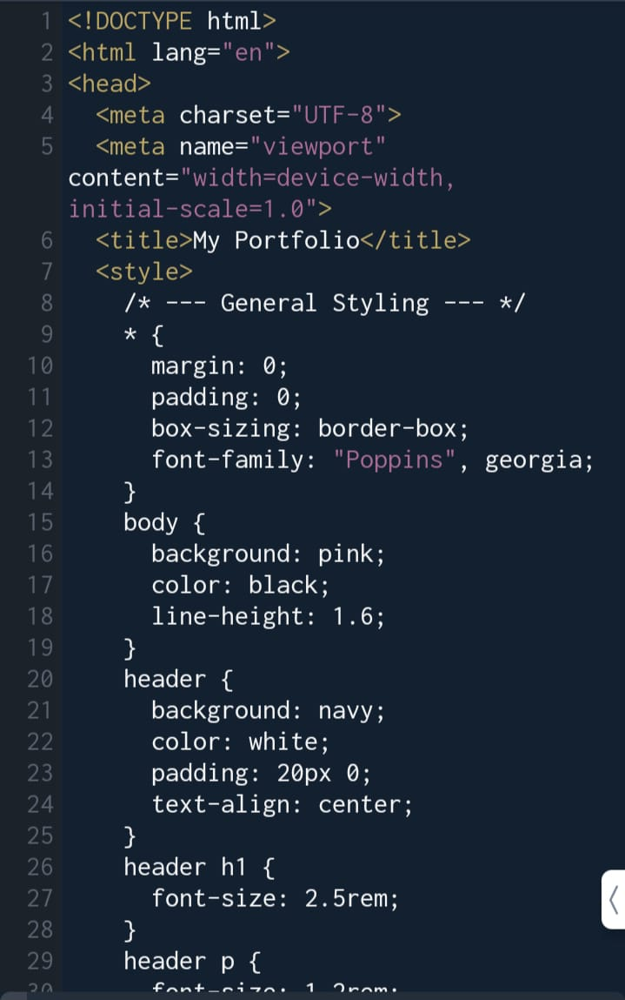 1 <!DOCTYPE html>
2 <html lang="en">
3 <head>
4 <meta charset="UTF-8">
5 <meta name="viewport"
content="width=device-width,
initial-scale=1.0">
6 <title>My Portfolio</title>
7 <style>
8 /* --- General Styling --- */
9 * {
10 margin: 0;
11 padding: 0;
12 box-sizing: border-box;
13 font-family: "Poppins", georgia;
14 }
15 body {
16 background: pink;
17 color: black;
18 line-height: 1.6;
19 }
20 header {
21 background: navy;
22 color: white;
23 padding: 20px 0;
24 text-align: center;
25 }
26 header h1 {
27 font-size: 2.5rem;
28 }
29 header p {
30 font-size: 1.2rem;